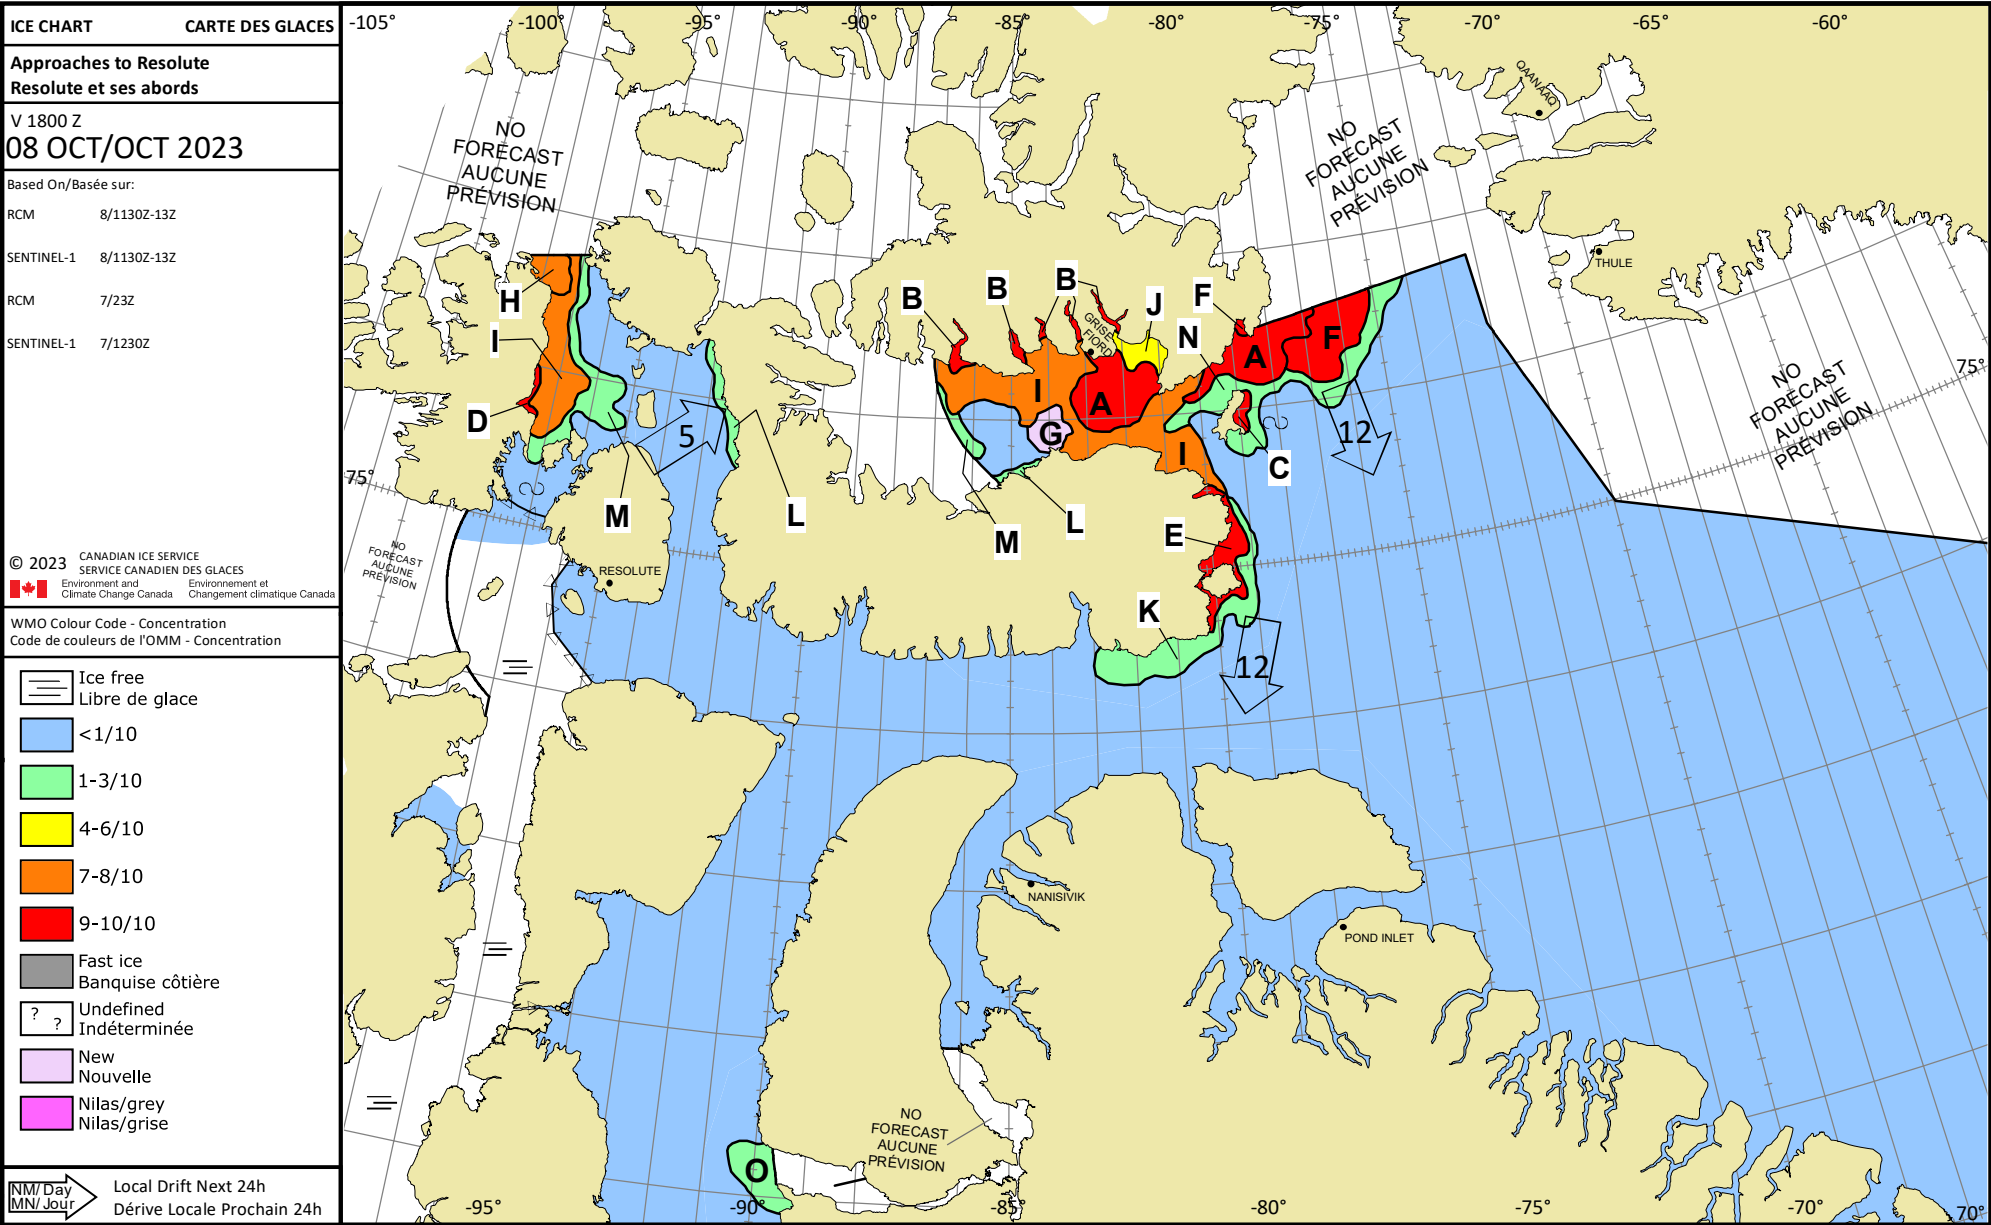 ICE CHART CARTE DES GLACES
Approaches to Resolute
Resolute et ses abords
V 1800 Z
08 OCT/OCT 2023
Based On/Basée sur:
RCM 8/1130Z-13Z
SENTINEL-1 8/1130Z-13Z
RCM 7/23Z
SENTINEL-1 7/1230Z
© 2023 CANADIAN ICE SERVICE
SERVICE CANADIEN DES GLACES
Environment and Environnement et
Climate Change Canada Changement climatique Canada
WMO Colour Code - Concentration
Code de couleurs de l'OMM - Concentration
Ice free
Libre de glace
<1/10
1-3/10
4-6/10
7-8/10
9-10/10
Fast ice
Banquise côtière
? ?
Undefined
Indéterminée
New
Nouvelle
Nilas/grey
Nilas/grise
NM/Day
MN/Jour
Local Drift Next 24h
Dérive Locale Prochain 24h
-105° -100° -95° -90° -85° -80° -75° -70° -65° -60°
NO
FORECAST
AUCUNE
PRÉVISION
NO
FORECAST
AUCUNE
PRÉVISION
QAANAAQ
THULE
H
I
D
B
B
B
J
F
N
GRISE
FIORD
A
F
I
A
G
I
C
5
12
75°
NO
FORECAST
AUCUNE
PRÉVISION
75°
M
L
M
L
E
K
12
NO
FORECAST
AUCUNE
PRÉVISION
RESOLUTE
NANISIVIK
POND INLET
NO
FORECAST
AUCUNE
PRÉVISION
O
-95° -90° -85° -80° -75° -70° 70°